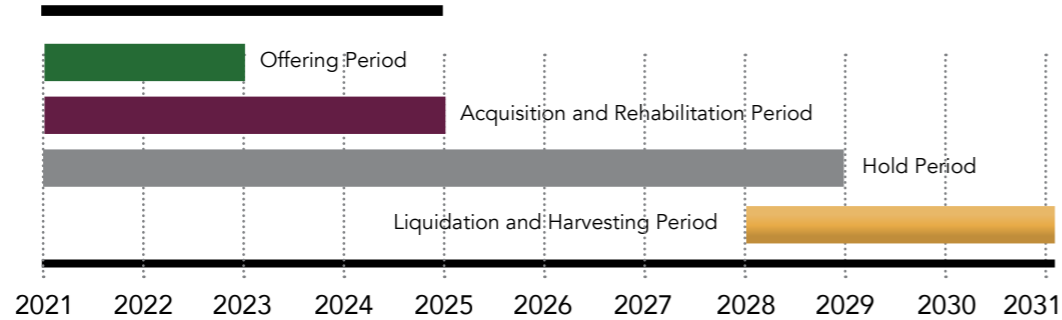 Offering Period
Acquisition and Rehabilitation Period
Hold Period
Liquidation and Harvesting Period
2021 2022 2023 2024 2025 2026 2027 2028 2029 2030 2031